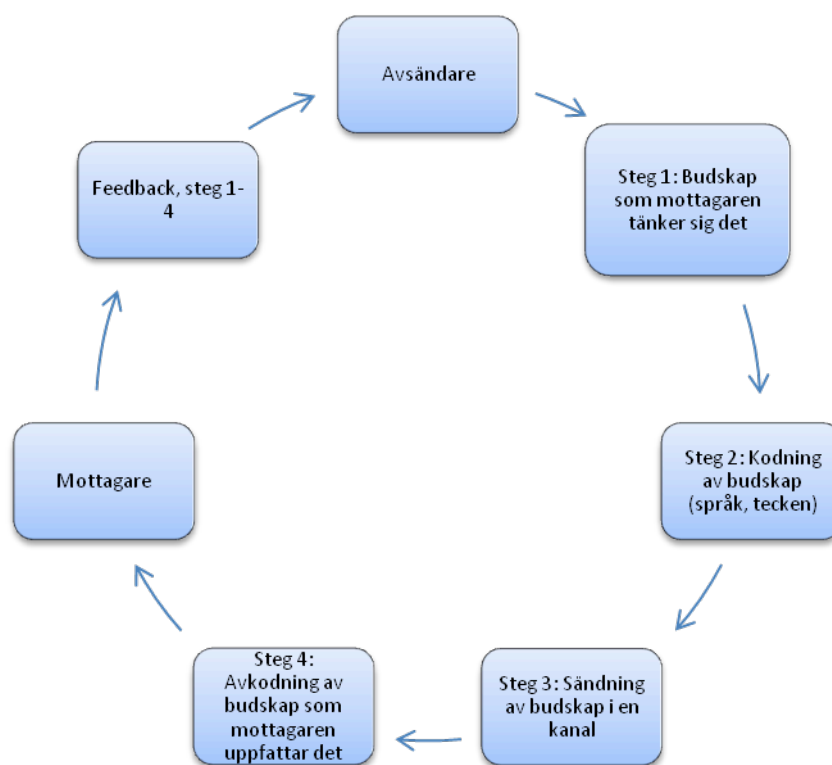 Avsändare
Steg 1: Budskap
som mottagaren
tänker sig det
Steg 2: Kodning
av budskap
(språk, tecken)
Steg 3: Sändning
av budskap i en
kanal
Steg 4:
Avkodning av
budskap som
mottagaren
uppfattar det
Mottagare
Feedback, steg 1-
4